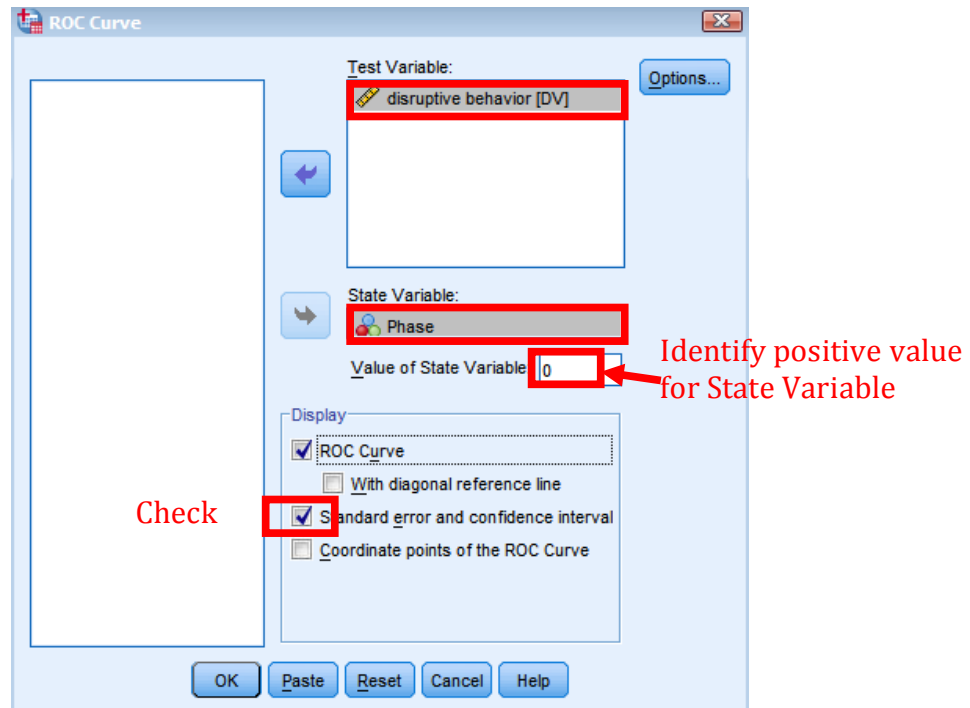 ROC Curve
Test Variable:
Options...
disruptive behavior [DV]
State Variable:
Phase
Value of State Variable
0
Identify positive value
for State Variable
Display
ROC Curve
With diagonal reference line
Check
Standard error and confidence interval
Coordinate points of the ROC Curve
OK
Paste
Reset
Cancel
Help